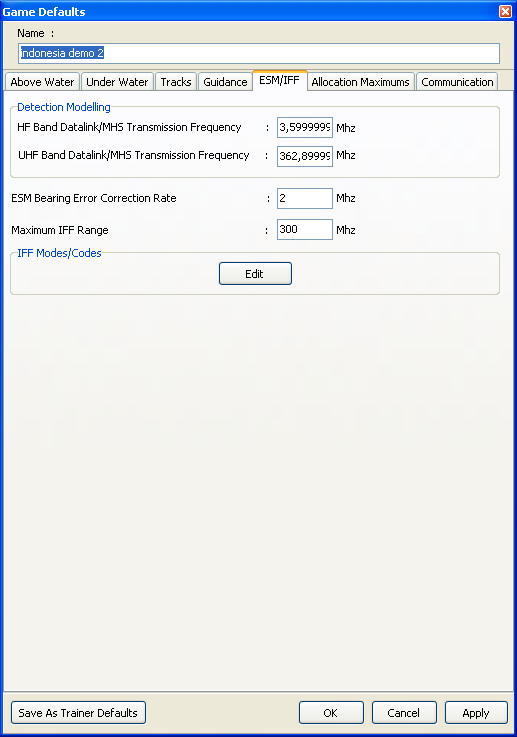 Game Defaults
Name :
indonesia demo 2
Above Water Under Water Tracks Guidance ESM/IFF Allocation Maximums Communication
Detection Modelling
HF Band Datalink/MHS Transmission Frequency : 3,5999999 Mhz
UHF Band Datalink/MHS Transmission Frequency : 362,89999 Mhz
ESM Bearing Error Correction Rate : 2 Mhz
Maximum IFF Range : 300 Mhz
IFF Modes/Codes
Edit
Save As Trainer Defaults OK Cancel Apply